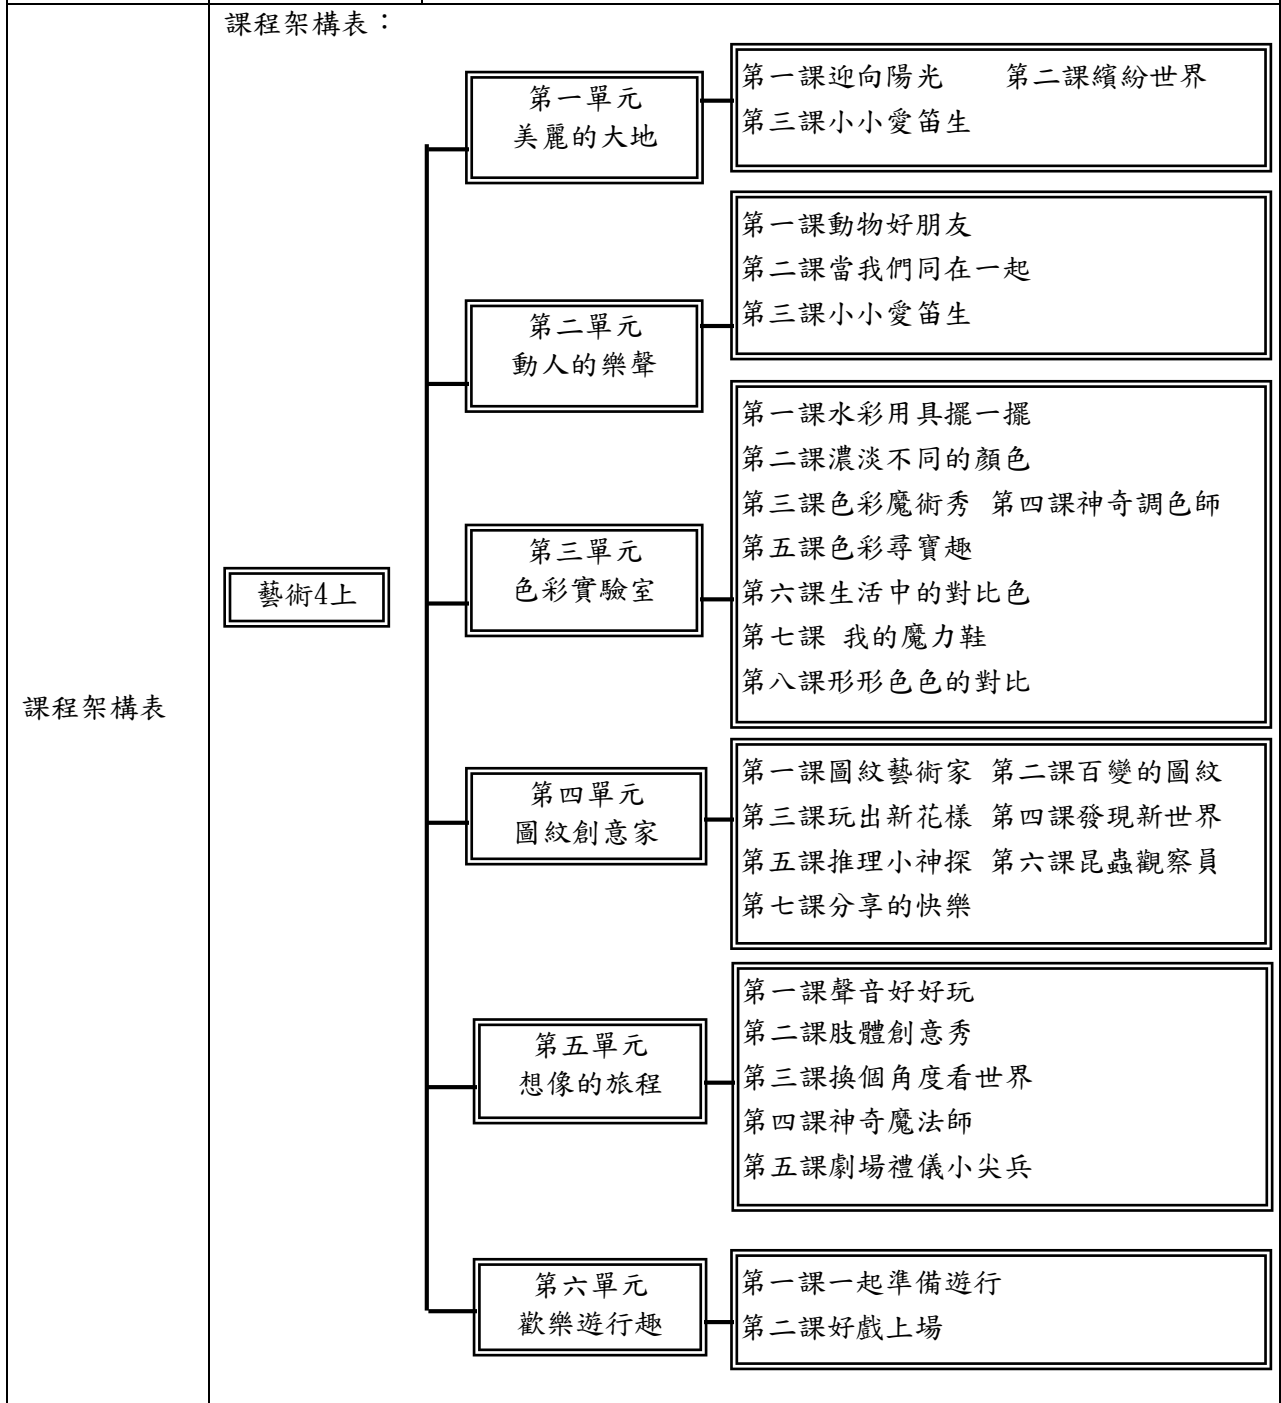 課程架構表：
第一單元
美麗的大地
第一課迎向陽光 第二課繽紛世界
第三課小小愛笛生
第二單元
動人的樂聲
第一課動物好朋友
第二課當我們同在一起
第三課小小愛笛生
第三單元
色彩實驗室
第一課水彩用具擺一擺
第二課濃淡不同的顏色
第三課色彩魔術秀 第四課神奇調色師
第五課色彩尋寶趣
第六課生活中的對比色
第七課 我的魔力鞋
第八課形形色色的對比
藝術4上
課程架構表
第四單元
圖紋創意家
第一課圖紋藝術家 第二課百變的圖紋
第三課玩出新花樣 第四課發現新世界
第五課推理小神探 第六課昆蟲觀察員
第七課分享的快樂
第五單元
想像的旅程
第一課聲音好好玩
第二課肢體創意秀
第三課換個角度看世界
第四課神奇魔法師
第五課劇場禮儀小尖兵
第六單元
歡樂遊行趣
第一課一起準備遊行
第二課好戲上場